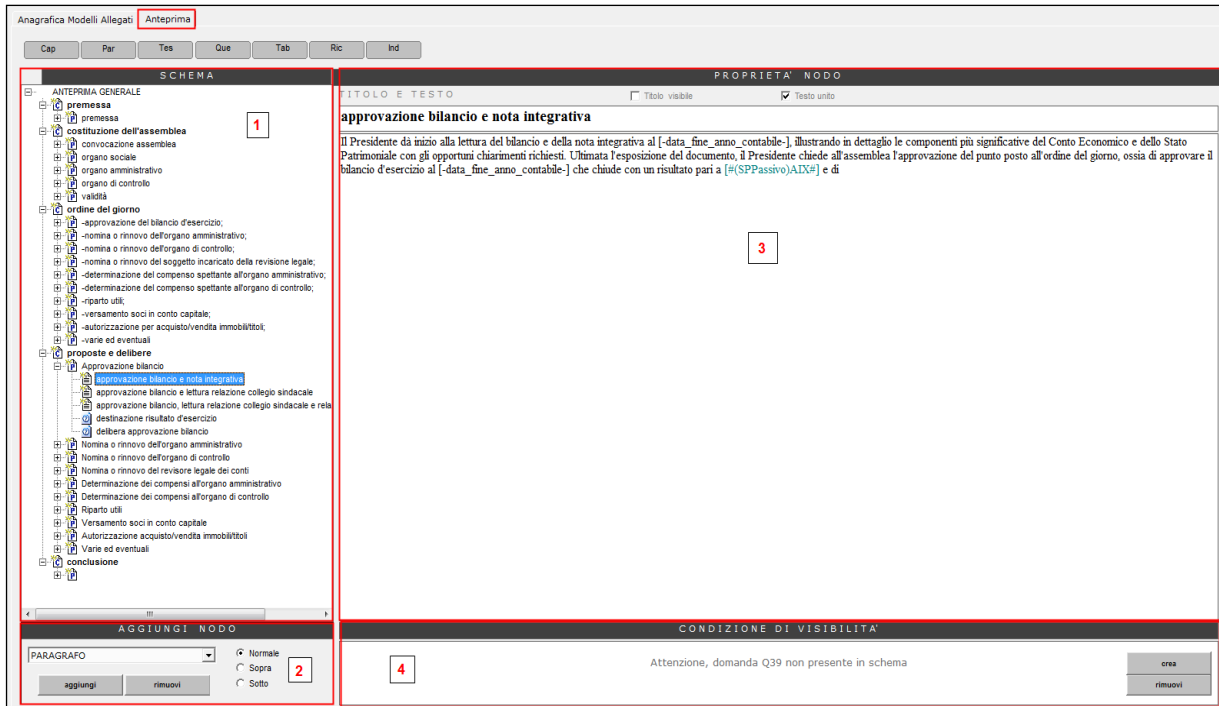 Anagrafica Modelli Allegati Anteprima
Cap Par Tes Que Tab Ric Ind
SCHEMA
ANTEPRIMA GENERALE
premessa
premessa
costituzione dell'assemblea
convocazione assemblea
organo sociale
organo amministrativo
organo di controllo
validità
ordine del giorno
-approvazione del bilancio d'esercizio;
-nomina o rinnovo dell'organo amministrativo;
-nomina o rinnovo dell'organo di controllo;
-nomina o rinnovo del soggetto incaricato della revisione legale;
-determinazione del compenso spettante all'organo amministrativo;
-determinazione del compenso spettante all'organo di controllo;
-riparto utili;
-versamento soci in conto capitale;
-autorizzazione per acquisto/vendita immobili/titoli;
-varie ed eventuali
proposte e delibere
Approvazione bilancio
approvazione bilancio e nota integrativa
approvazione bilancio e lettura relazione collegio sindacale
approvazione bilancio, lettura relazione collegio sindacale e rela
destinazione risultato d'esercizio
delibera approvazione bilancio
Nomina o rinnovo dell'organo amministrativo
Nomina o rinnovo dell'organo di controllo
Nomina o rinnovo del revisore legale dei conti
Determinazione dei compensi all'organo amministrativo
Determinazione dei compensi all'organo di controllo
Riparto utili
Versamento soci in conto capitale
Autorizzazione acquisto/vendita immobili/titoli
Varie ed eventuali
conclusione
1
PROPRIETA' NODO
TITOLO E TESTO Titolo visibile Testo unito
approvazione bilancio e nota integrativa
Il Presidente dà inizio alla lettura del bilancio e della nota integrativa al [-data_fine_anno_contabile-], illustrando in dettaglio le componenti più significative del Conto Economico e dello Stato
Patrimoniale con gli opportuni chiarimenti richiesti. Ultimata l'esposizione del documento, il Presidente chiede all'assemblea l'approvazione del punto posto all'ordine del giorno, ossia di approvare il
bilancio d'esercizio al [-data_fine_anno_contabile-] che chiude con un risultato pari a [#(SPPassivo)AIX#] e di
3
AGGIUNGI NODO
PARAGRAFO
Normale
Sopra
Sotto
aggiungi rimuovi
2
CONDIZIONE DI VISIBILITA'
4
Attenzione, domanda Q39 non presente in schema
crea
rimuovi